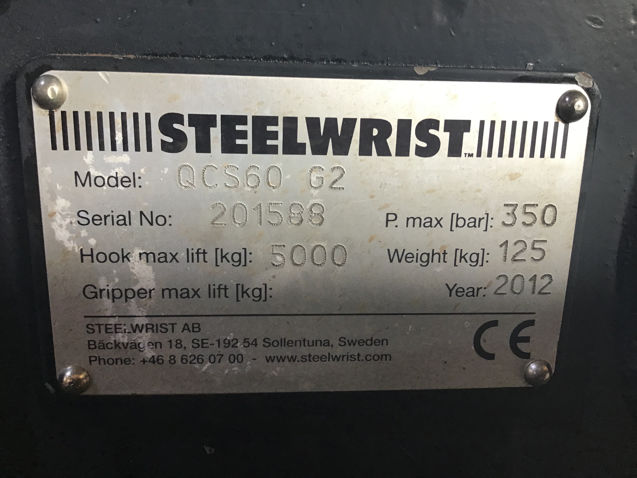 STEELWRIST™
Model: QCS60 G2
Serial No: 201588 P. max [bar]: 350
Hook max lift [kg]: 5000 Weight [kg]: 125
Gripper max lift [kg]: Year: 2012
STEELWRIST AB
Bäckvägen 18, SE-192 54 Sollentuna, Sweden
Phone: +46 8 626 07 00 - www.steelwrist.com
CE